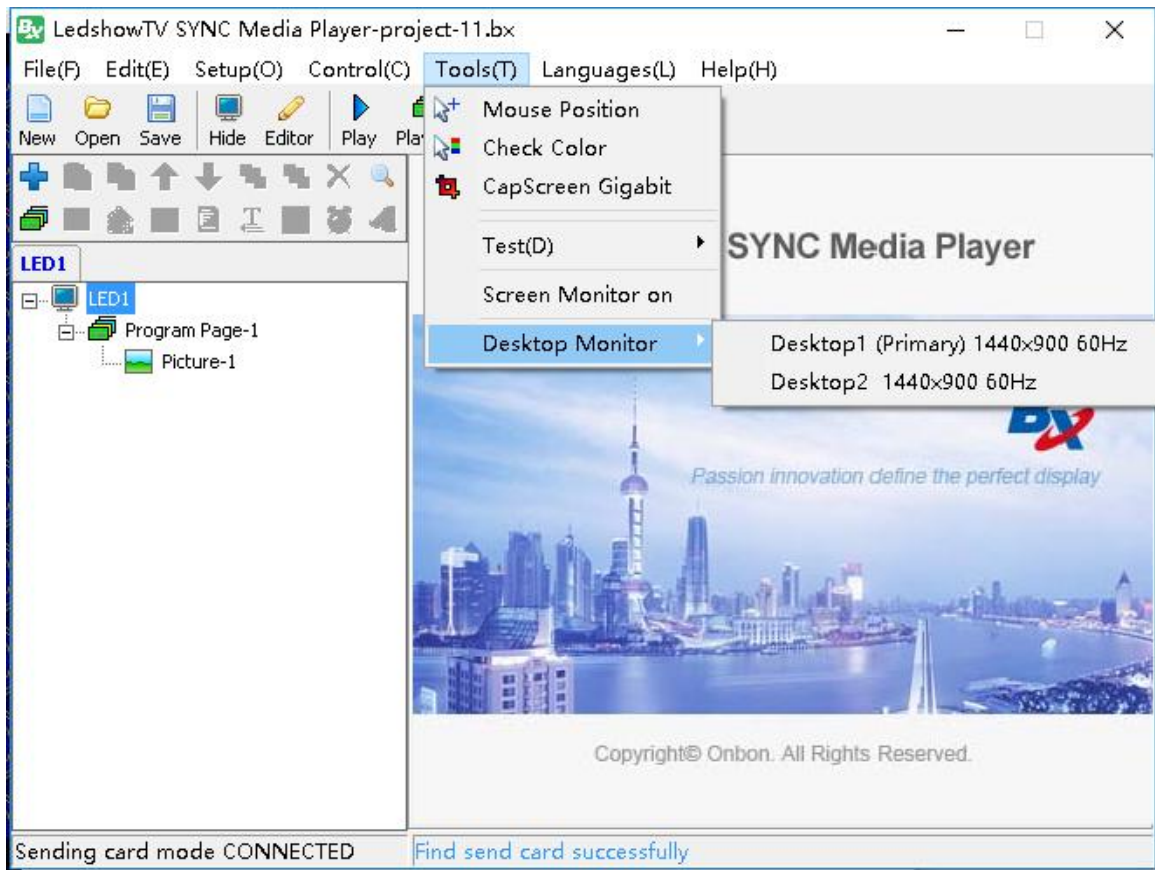 LedshowTV SYNC Media Player-project-11.bx
File(F) Edit(E) Setup(O) Control(C) Tools(T) Languages(L) Help(H)
New Open Save Hide Editor Play
Mouse Position
Check Color
CapScreen Gigabit
Test(D)
Screen Monitor on
Desktop Monitor
Desktop1 (Primary) 1440x900 60Hz
Desktop2 1440x900 60Hz
LED1
LED1
Program Page-1
Picture-1
SYNC Media Player
BX
Passion innovation define the perfect display
Copyright© Onbon. All Rights Reserved.
Sending card mode CONNECTED
Find send card successfully